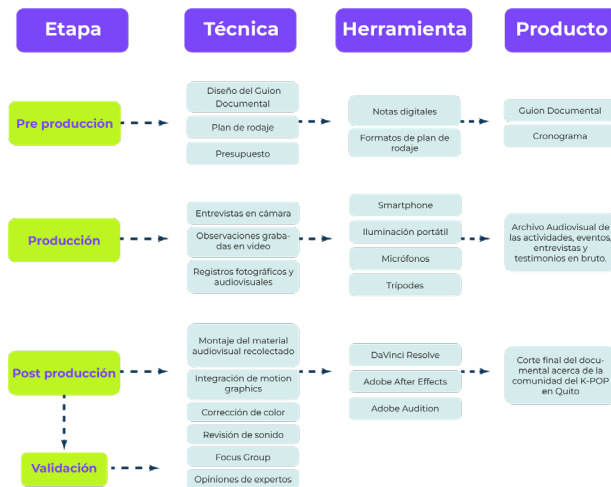 Etapa
Técnica
Herramienta
Producto
Pre producción
Diseño del Guion
Documental
Plan de rodaje
Presupuesto
Notas digitales
Formatos de plan de
rodaje
Guion Documental
Cronograma
Producción
Entrevistas en cámara
Observaciones graba-
das en video
Registros fotográficos y
audiovisuales
Smartphone
Iluminación portátil
Micrófonos
Trípodes
Archivo Audiovisual de
las actividades, eventos,
entrevistas y
testimonios en bruto.
Post producción
Montaje del material
audiovisual recolectado
Integración de motion
graphics
Corrección de color
Revisión de sonido
DaVinci Resolve
Adobe After Effects
Adobe Audition
Corte final del docu-
mental acerca de la
comunidad del K-POP
en Quito
Validación
Focus Group
Opiniones de expertos